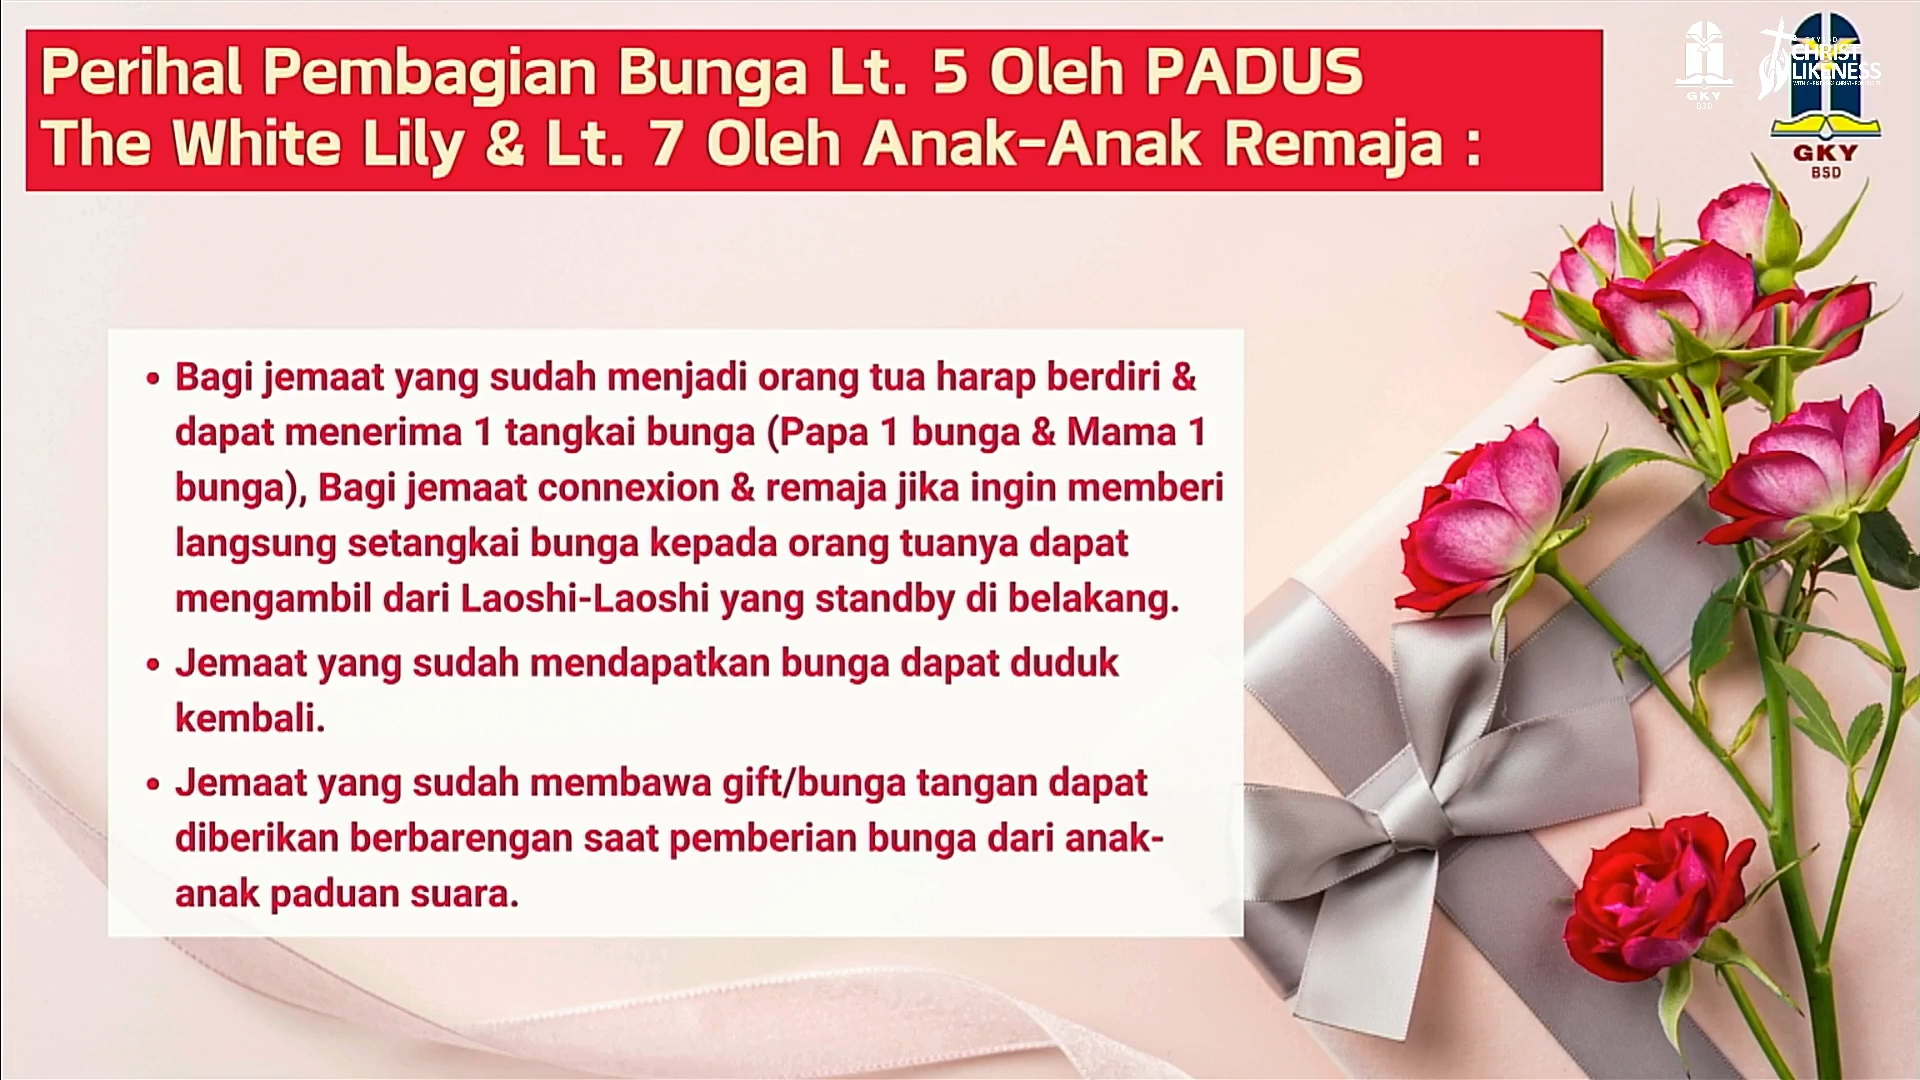 Perihal Pembagian Bunga Lt. 5 Oleh PADUS
The White Lily & Lt. 7 Oleh Anak-Anak Remaja :
GKY
BSD
CHRIST
LIKENESS
GKY
BSD
• Bagi jemaat yang sudah menjadi orang tua harap berdiri &
dapat menerima 1 tangkai bunga (Papa 1 bunga & Mama 1
bunga), Bagi jemaat connexion & remaja jika ingin memberi
langsung setangkai bunga kepada orang tuanya dapat
mengambil dari Laoshi-Laoshi yang standby di belakang.
• Jemaat yang sudah mendapatkan bunga dapat duduk
kembali.
• Jemaat yang sudah membawa gift/bunga tangan dapat
diberikan berbarengan saat pemberian bunga dari anak-
anak paduan suara.